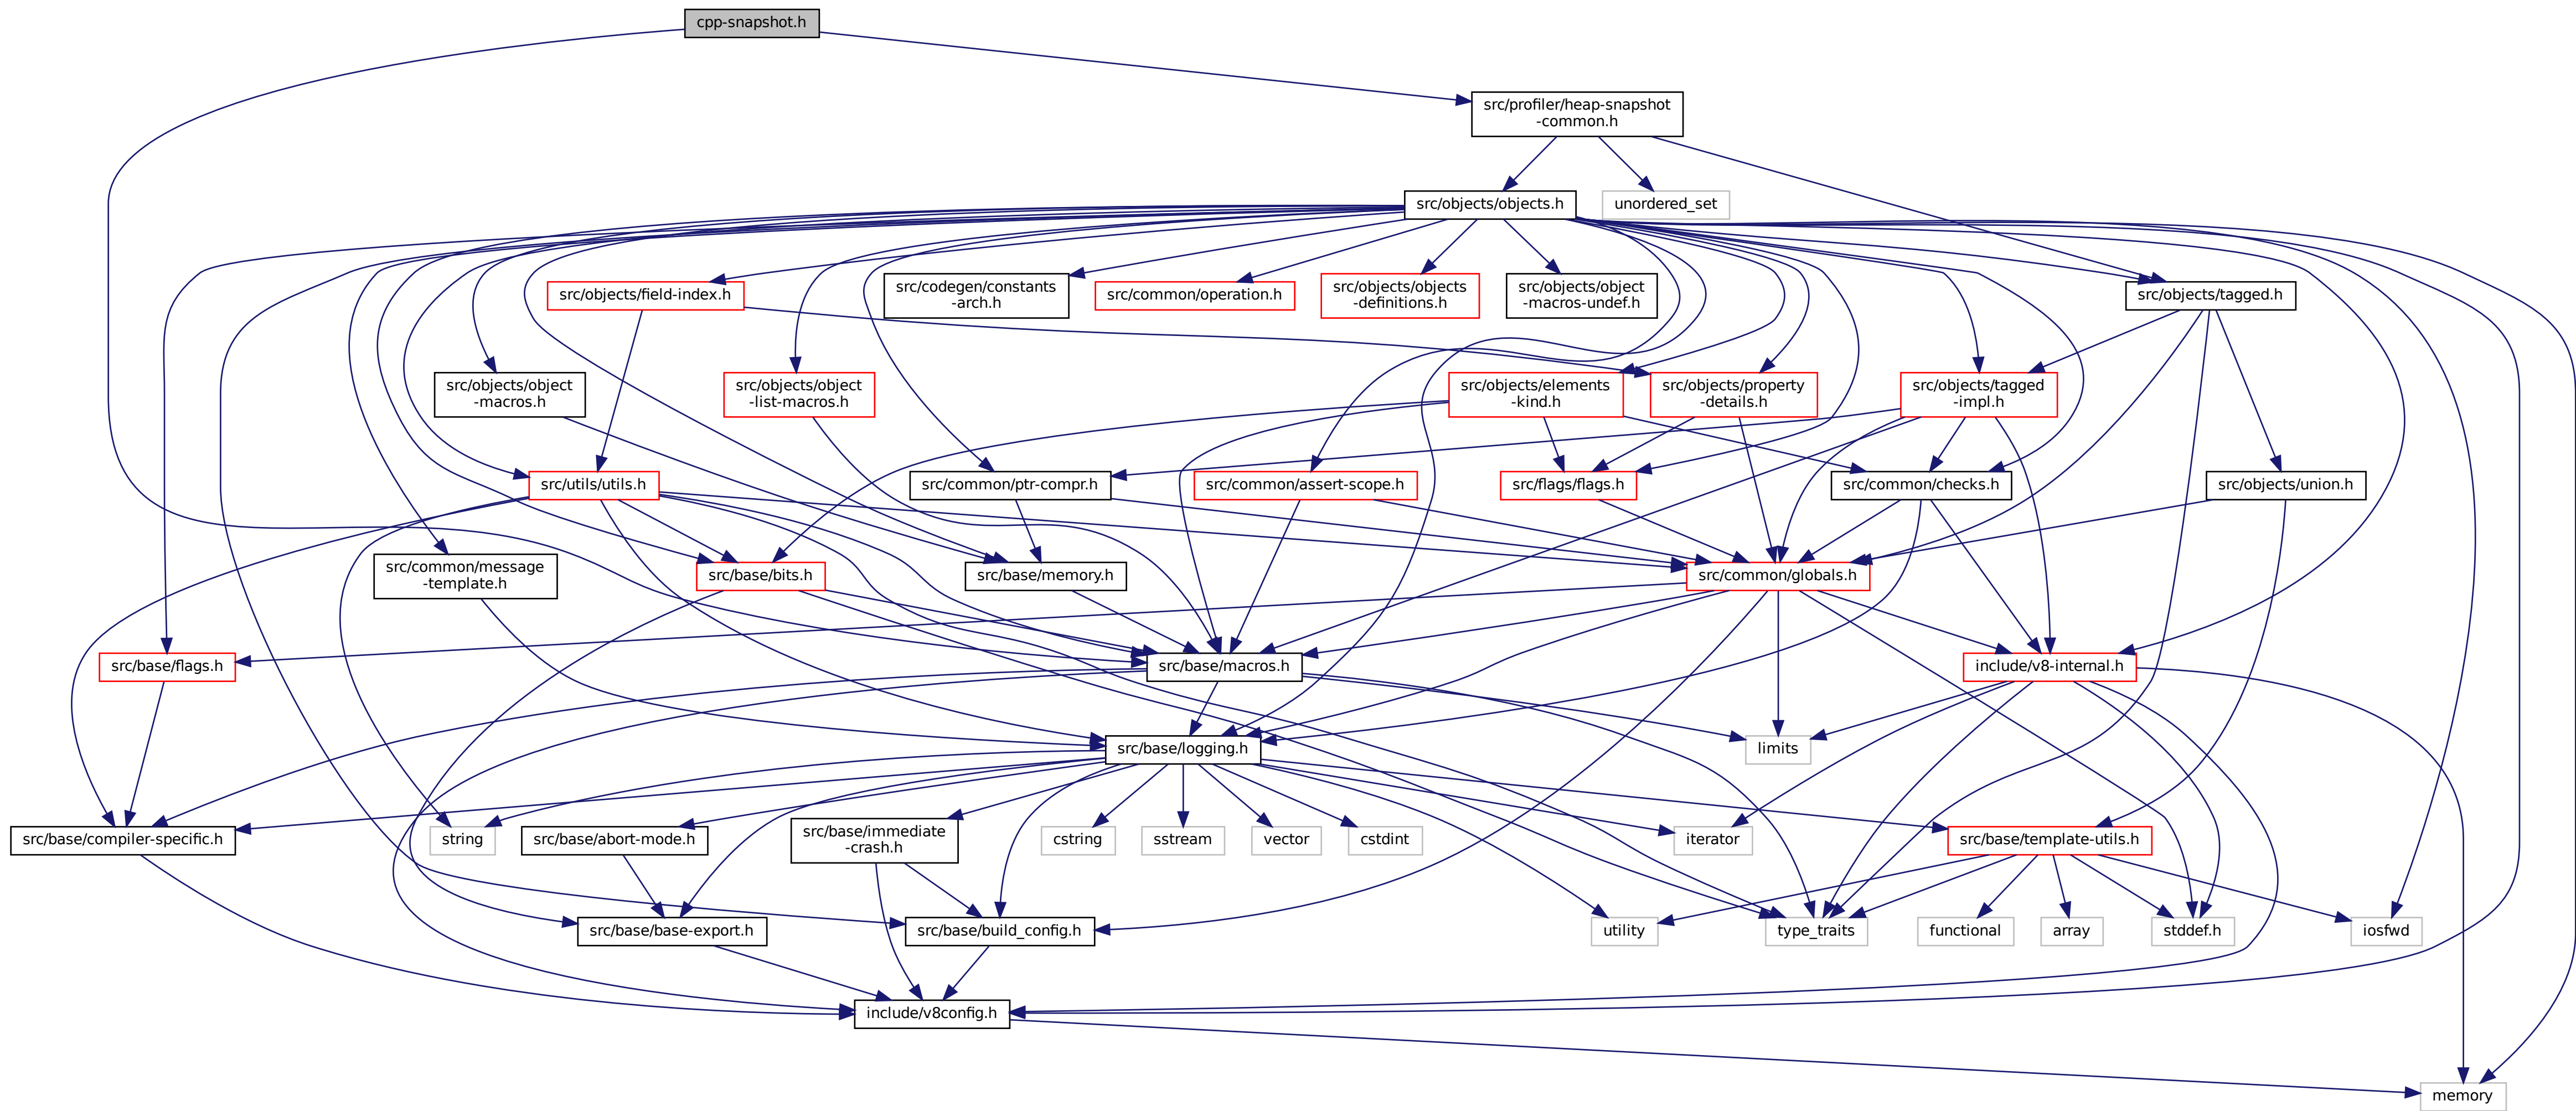 cpp-snapshot.h
src/profiler/heap-snapshot
-common.h
src/objects/objects.h
unordered_set
src/objects/field-index.h
src/codegen/constants
-arch.h
src/common/operation.h
src/objects/objects
-definitions.h
src/objects/object
-macros-undef.h
src/objects/tagged.h
src/objects/object
-macros.h
src/objects/object
-list-macros.h
src/objects/elements
-kind.h
src/objects/property
-details.h
src/objects/tagged
-impl.h
src/utils/utils.h
src/common/ptr-compr.h
src/common/assert-scope.h
src/flags/flags.h
src/common/checks.h
src/objects/union.h
src/common/message
-template.h
src/base/bits.h
src/base/memory.h
src/common/globals.h
src/base/flags.h
src/base/macros.h
include/v8-internal.h
src/base/logging.h
limits
src/base/compiler-specific.h
string
src/base/abort-mode.h
src/base/immediate
-crash.h
cstring
sstream
vector
cstdint
iterator
src/base/template-utils.h
src/base/base-export.h
src/base/build_config.h
utility
type_traits
functional
array
stddef.h
iosfwd
include/v8config.h
memory